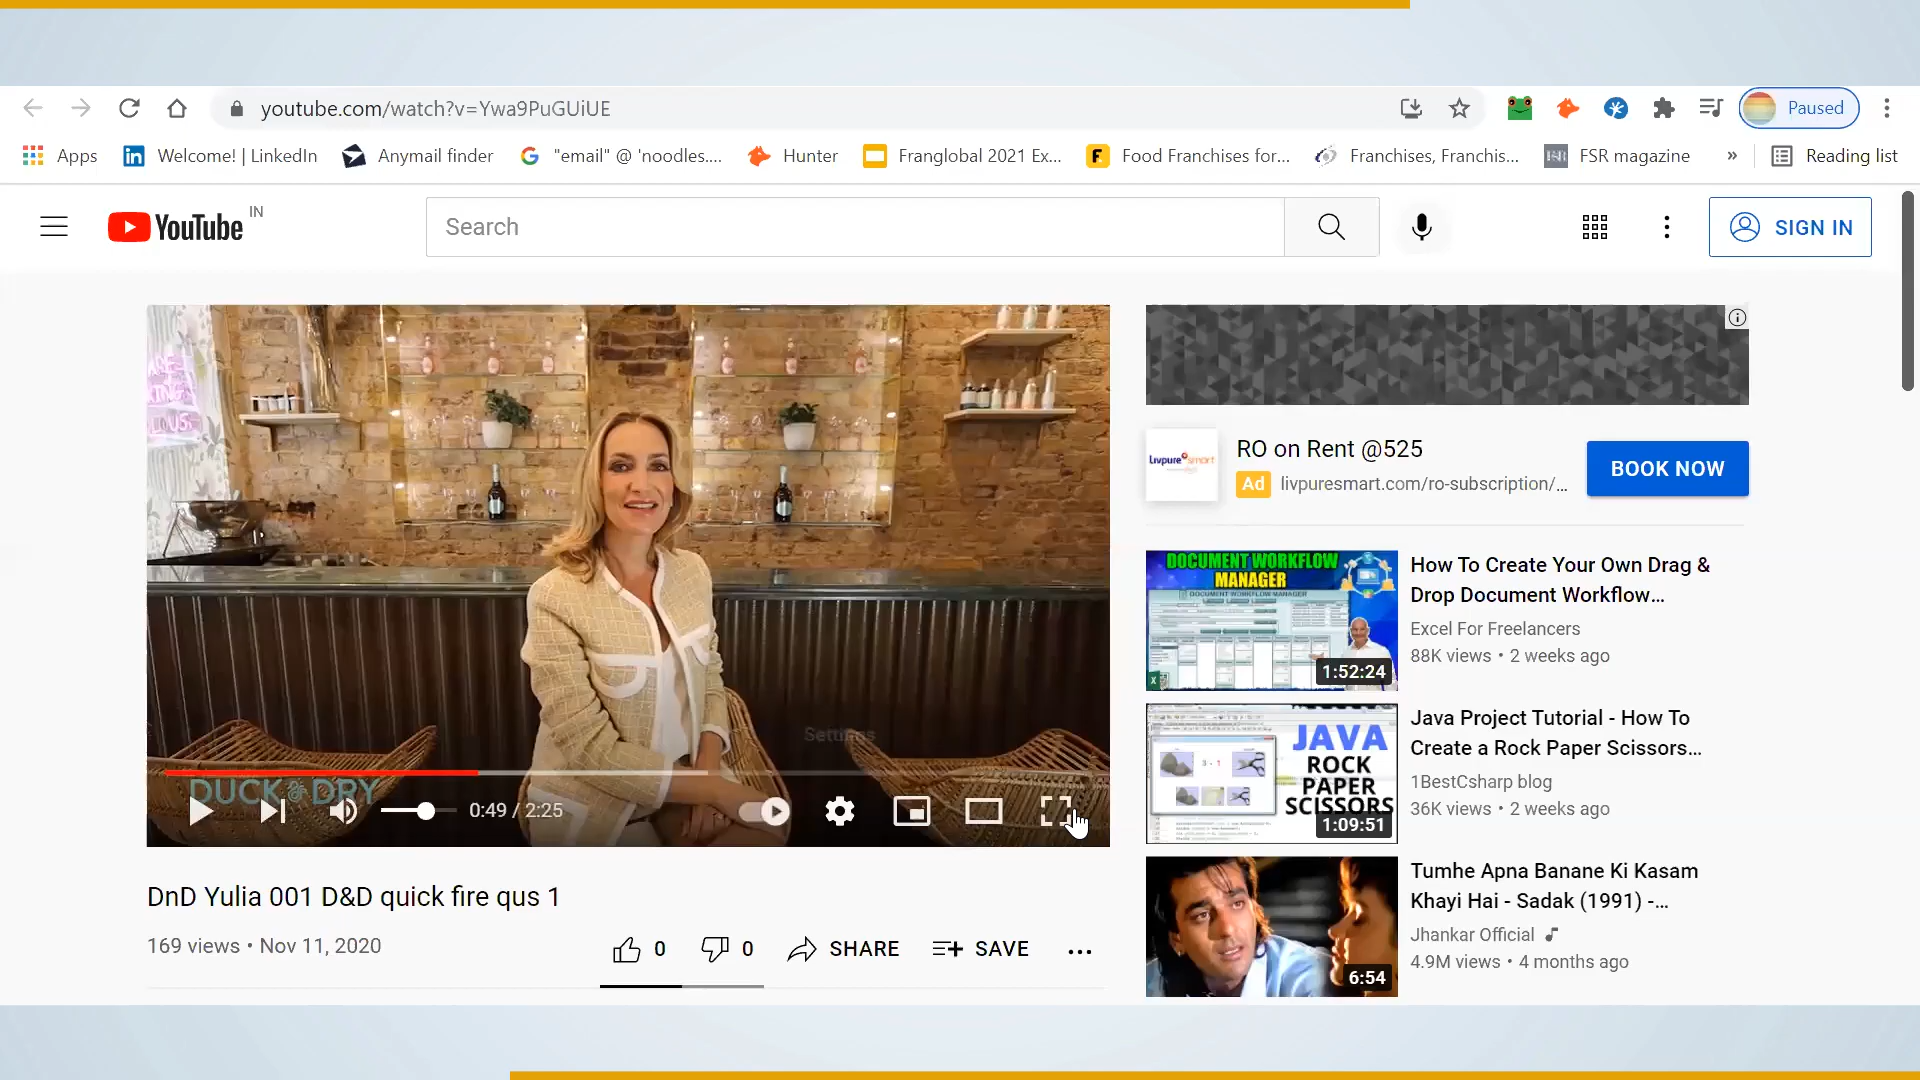 youtube.com/watch?v=Ywa9PuGUiUE
Paused
Apps
Welcome! | LinkedIn
Anymail finder
"email" @ 'noodles....
Hunter
Franglobal 2021 Ex...
Food Franchises for...
Franchises, Franchis...
FSR magazine
»
Reading list
YouTube IN
Search
SIGN IN
Settings
DUCK & DRY
0:49 / 2:25
DnD Yulia 001 D&D quick fire qus 1
169 views • Nov 11, 2020
0
0
SHARE
SAVE
Livpure smart
RO on Rent @525
Ad livpuresmart.com/ro-subscription/...
BOOK NOW
DOCUMENT WORKFLOW
MANAGER
DOCUMENT WORKFLOW MANAGER
1:52:24
How To Create Your Own Drag &
Drop Document Workflow...
Excel For Freelancers
88K views • 2 weeks ago
JAVA
ROCK
PAPER
SCISSORS
1:09:51
Java Project Tutorial - How To
Create a Rock Paper Scissors...
1BestCsharp blog
36K views • 2 weeks ago
6:54
Tumhe Apna Banane Ki Kasam
Khayi Hai - Sadak (1991) -...
Jhankar Official
4.9M views • 4 months ago